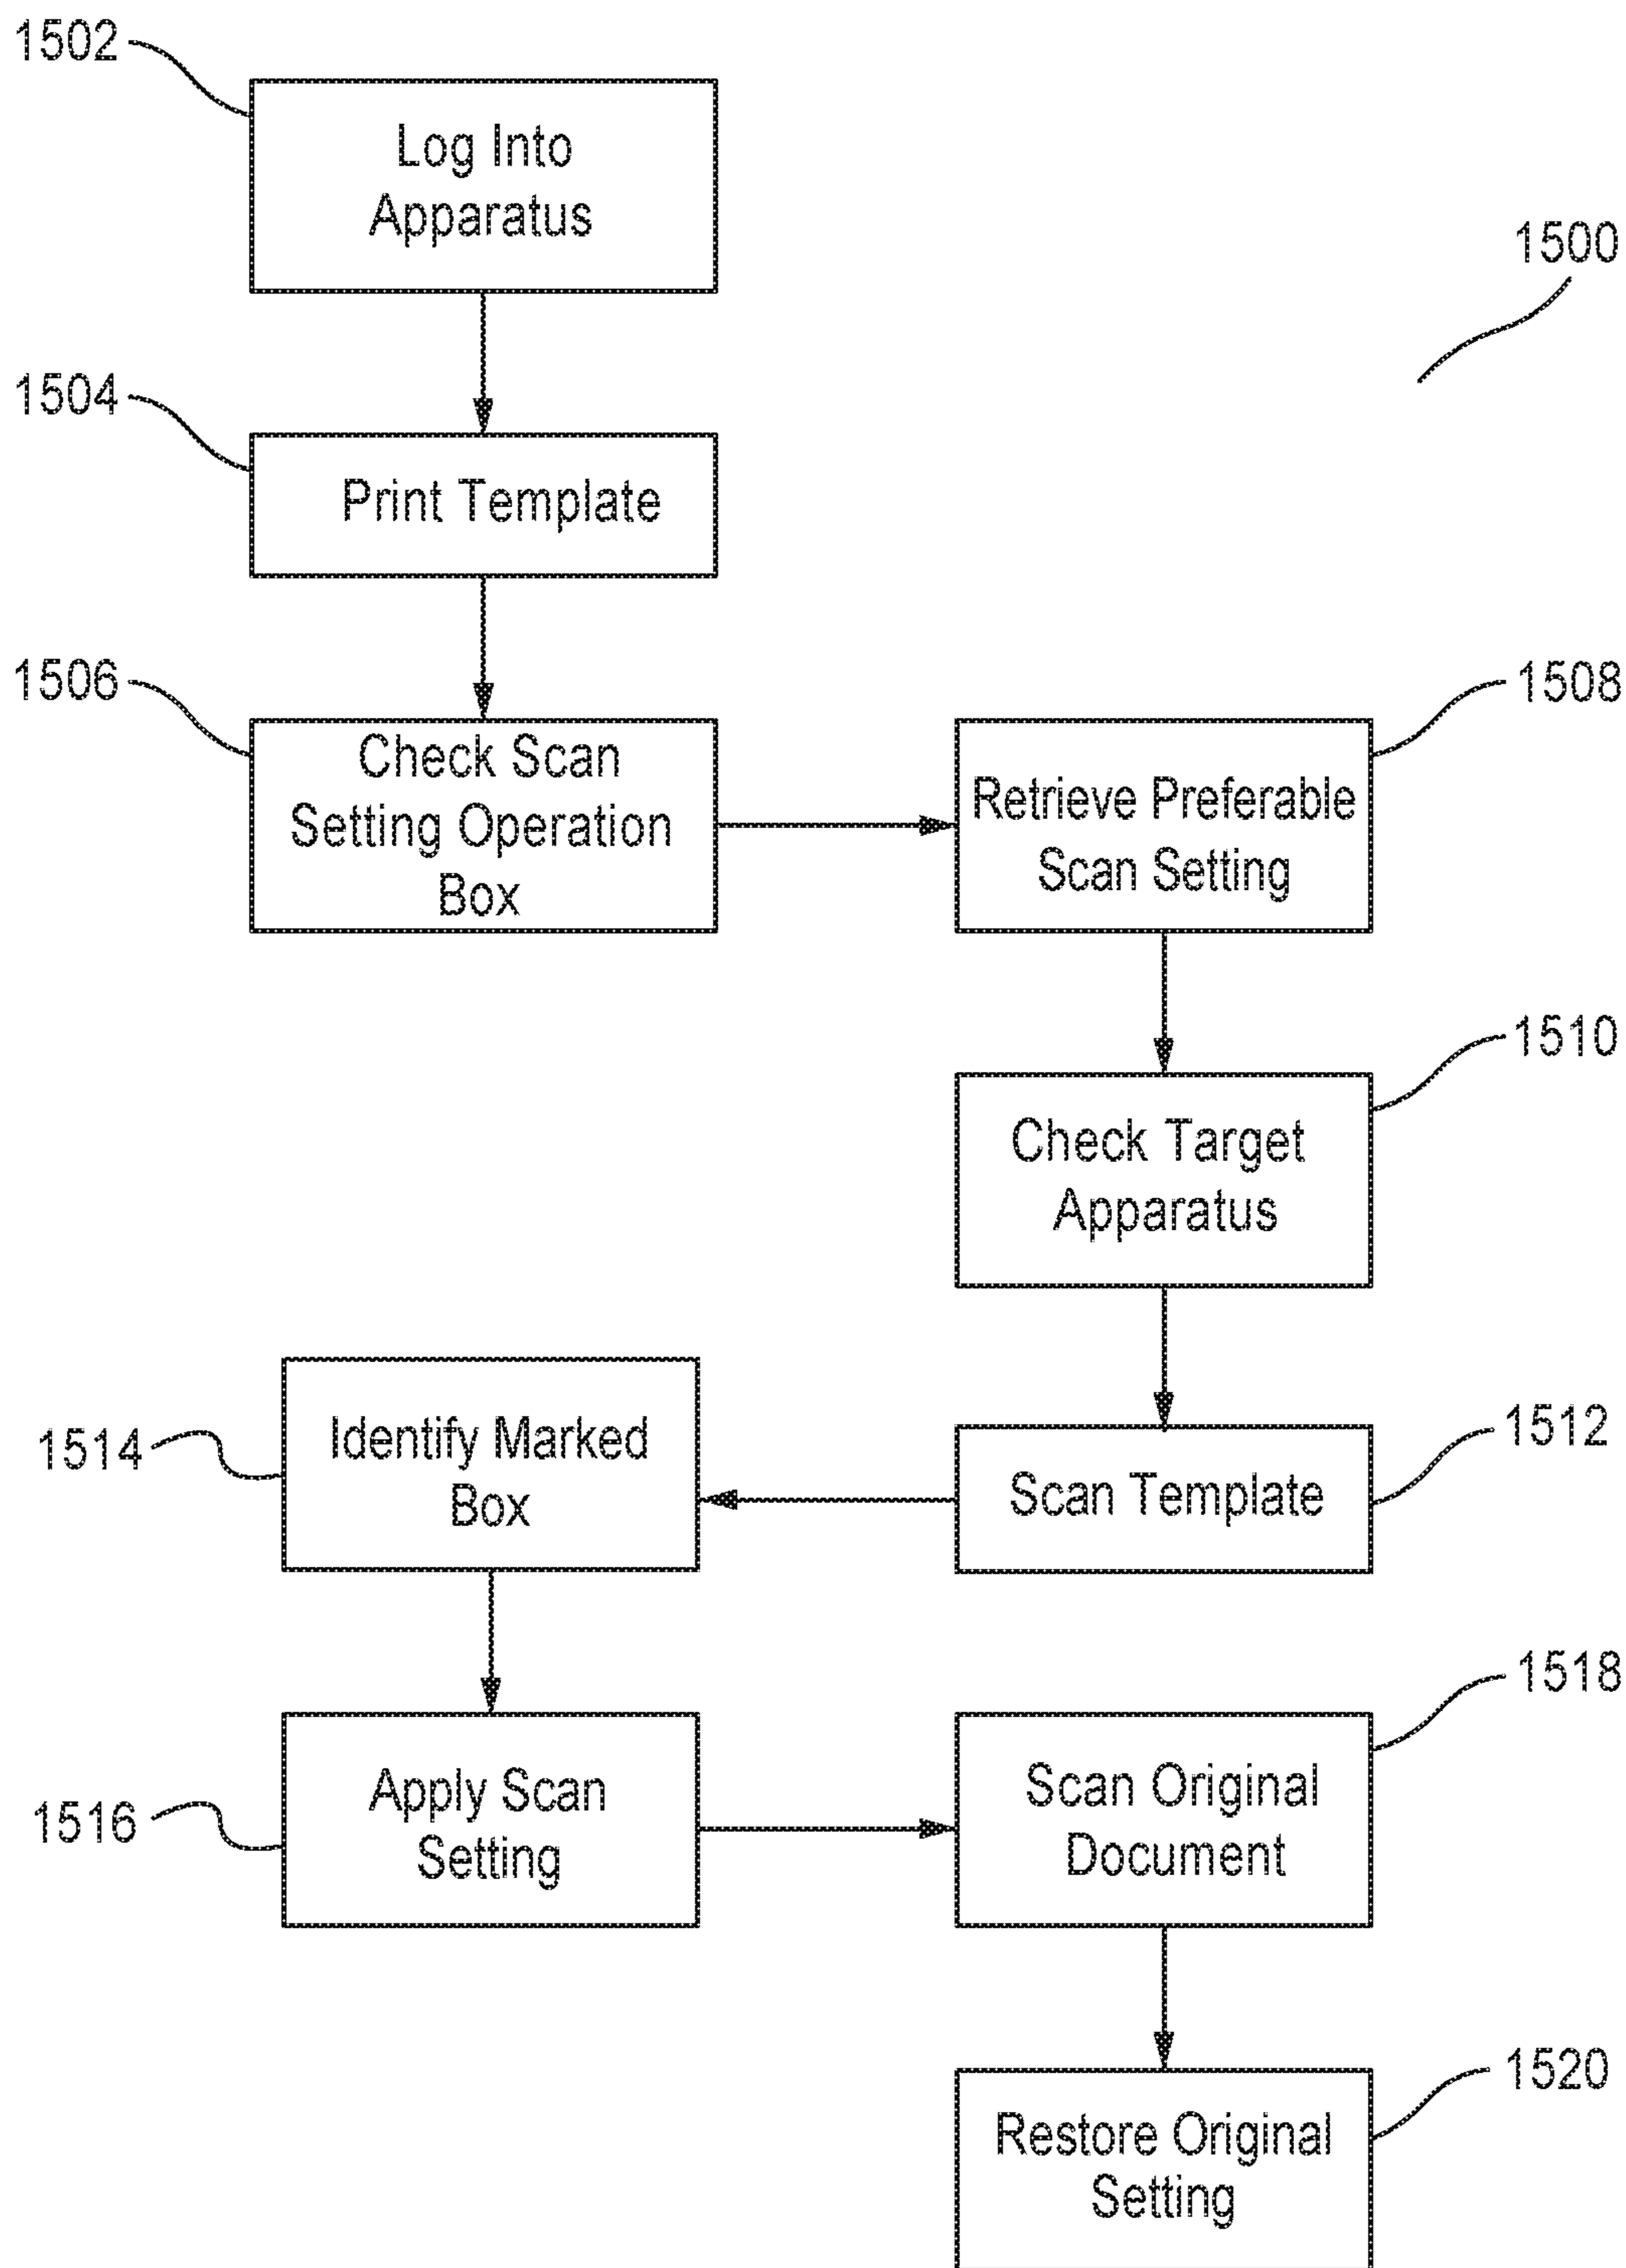 1502
Log Into
Apparatus
1500
1504
Print Template
1506
Check Scan
Setting Operation
Box
1508
Retrieve Preferable
Scan Setting
1510
Check Target
Apparatus
1512
Scan Template
1514
Identify Marked
Box
1516
Apply Scan
Setting
1518
Scan Original
Document
1520
Restore Original
Setting